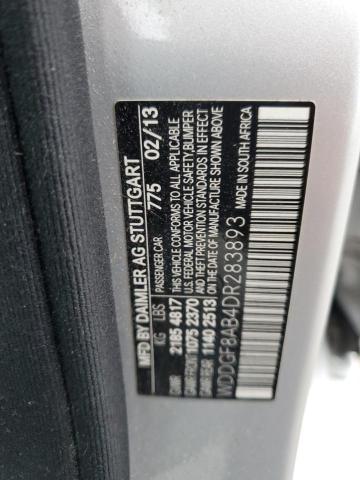 MFD BY DAIMLER AG STUTTGART 775 02/13
PASSENGER CAR
KG LBS THIS VEHICLE CONFORMS TO ALL APPLICABLE
GVWR 2185 4817 U.S. FEDERAL MOTOR VEHICLE SAFETY, BUMPER
GAWR-FRONT 1075 2370 AND THEFT PREVENTION STANDARDS IN EFFECT
GAWR-REAR 1140 2513 ON THE DATE OF MANUFACTURE SHOWN ABOVE
WDDGF8AB4DR283893
MADE IN SOUTH AFRICA